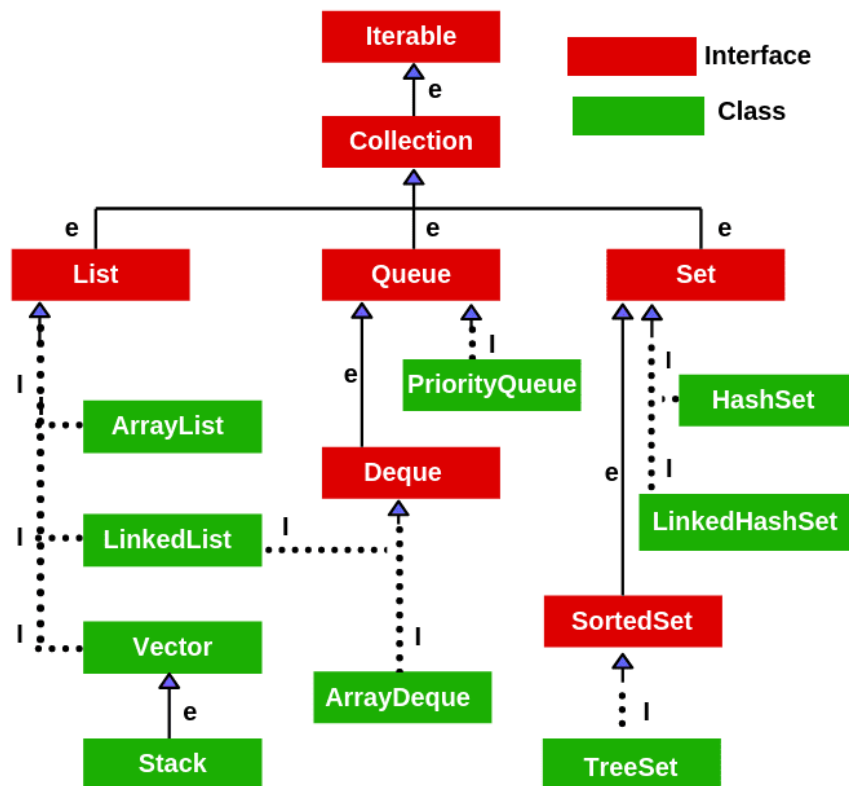 Iterable
Interface
e
Class
Collection
e
e
e
List
Queue
Set
I
I
e
PriorityQueue
I
HashSet
ArrayList
Deque
e
I
I
LinkedList
I
LinkedHashSet
I
Vector
I
SortedSet
e
ArrayDeque
I
Stack
TreeSet